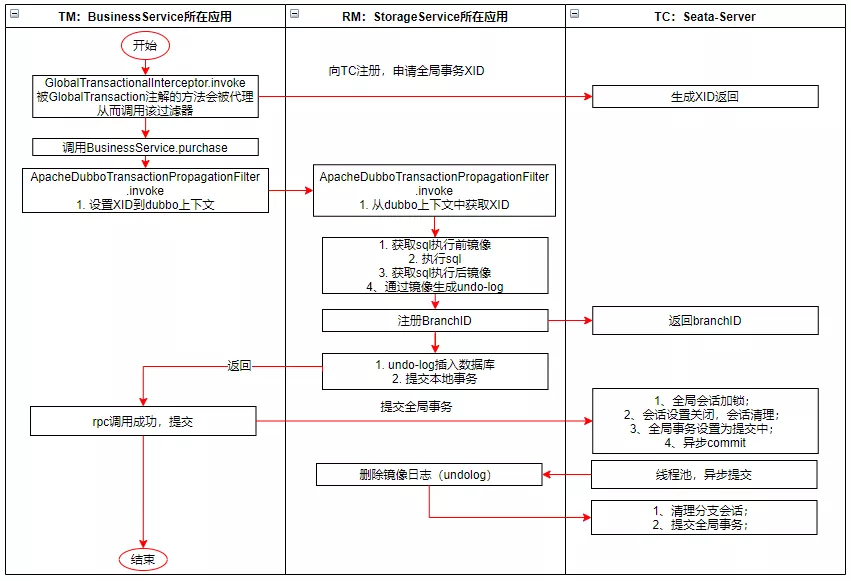 TM：BusinessService所在应用
RM：StorageService所在应用
TC：Seata-Server
开始
GlobalTransactionalInterceptor.invoke
被GlobalTransaction注解的方法会被代理
从而调用该过滤器
向TC注册，申请全局事务XID
生成XID返回
调用BusinessService.purchase
ApacheDubboTransactionPropagationFilter
.invoke
1. 设置XID到dubbo上下文
ApacheDubboTransactionPropagationFilter
.invoke
1. 从dubbo上下文中获取XID
1. 获取sql执行前镜像
2. 执行sql
3. 获取sql执行后镜像
4、通过镜像生成undo-log
注册BranchID
返回branchID
1. undo-log插入数据库
2. 提交本地事务
返回
rpc调用成功，提交
提交全局事务
1、全局会话加锁；
2、会话设置关闭，会话清理；
3、全局事务设置为提交中；
4、异步commit
线程池，异步提交
删除镜像日志（undolog）
1、清理分支会话；
2、提交全局事务；
结束